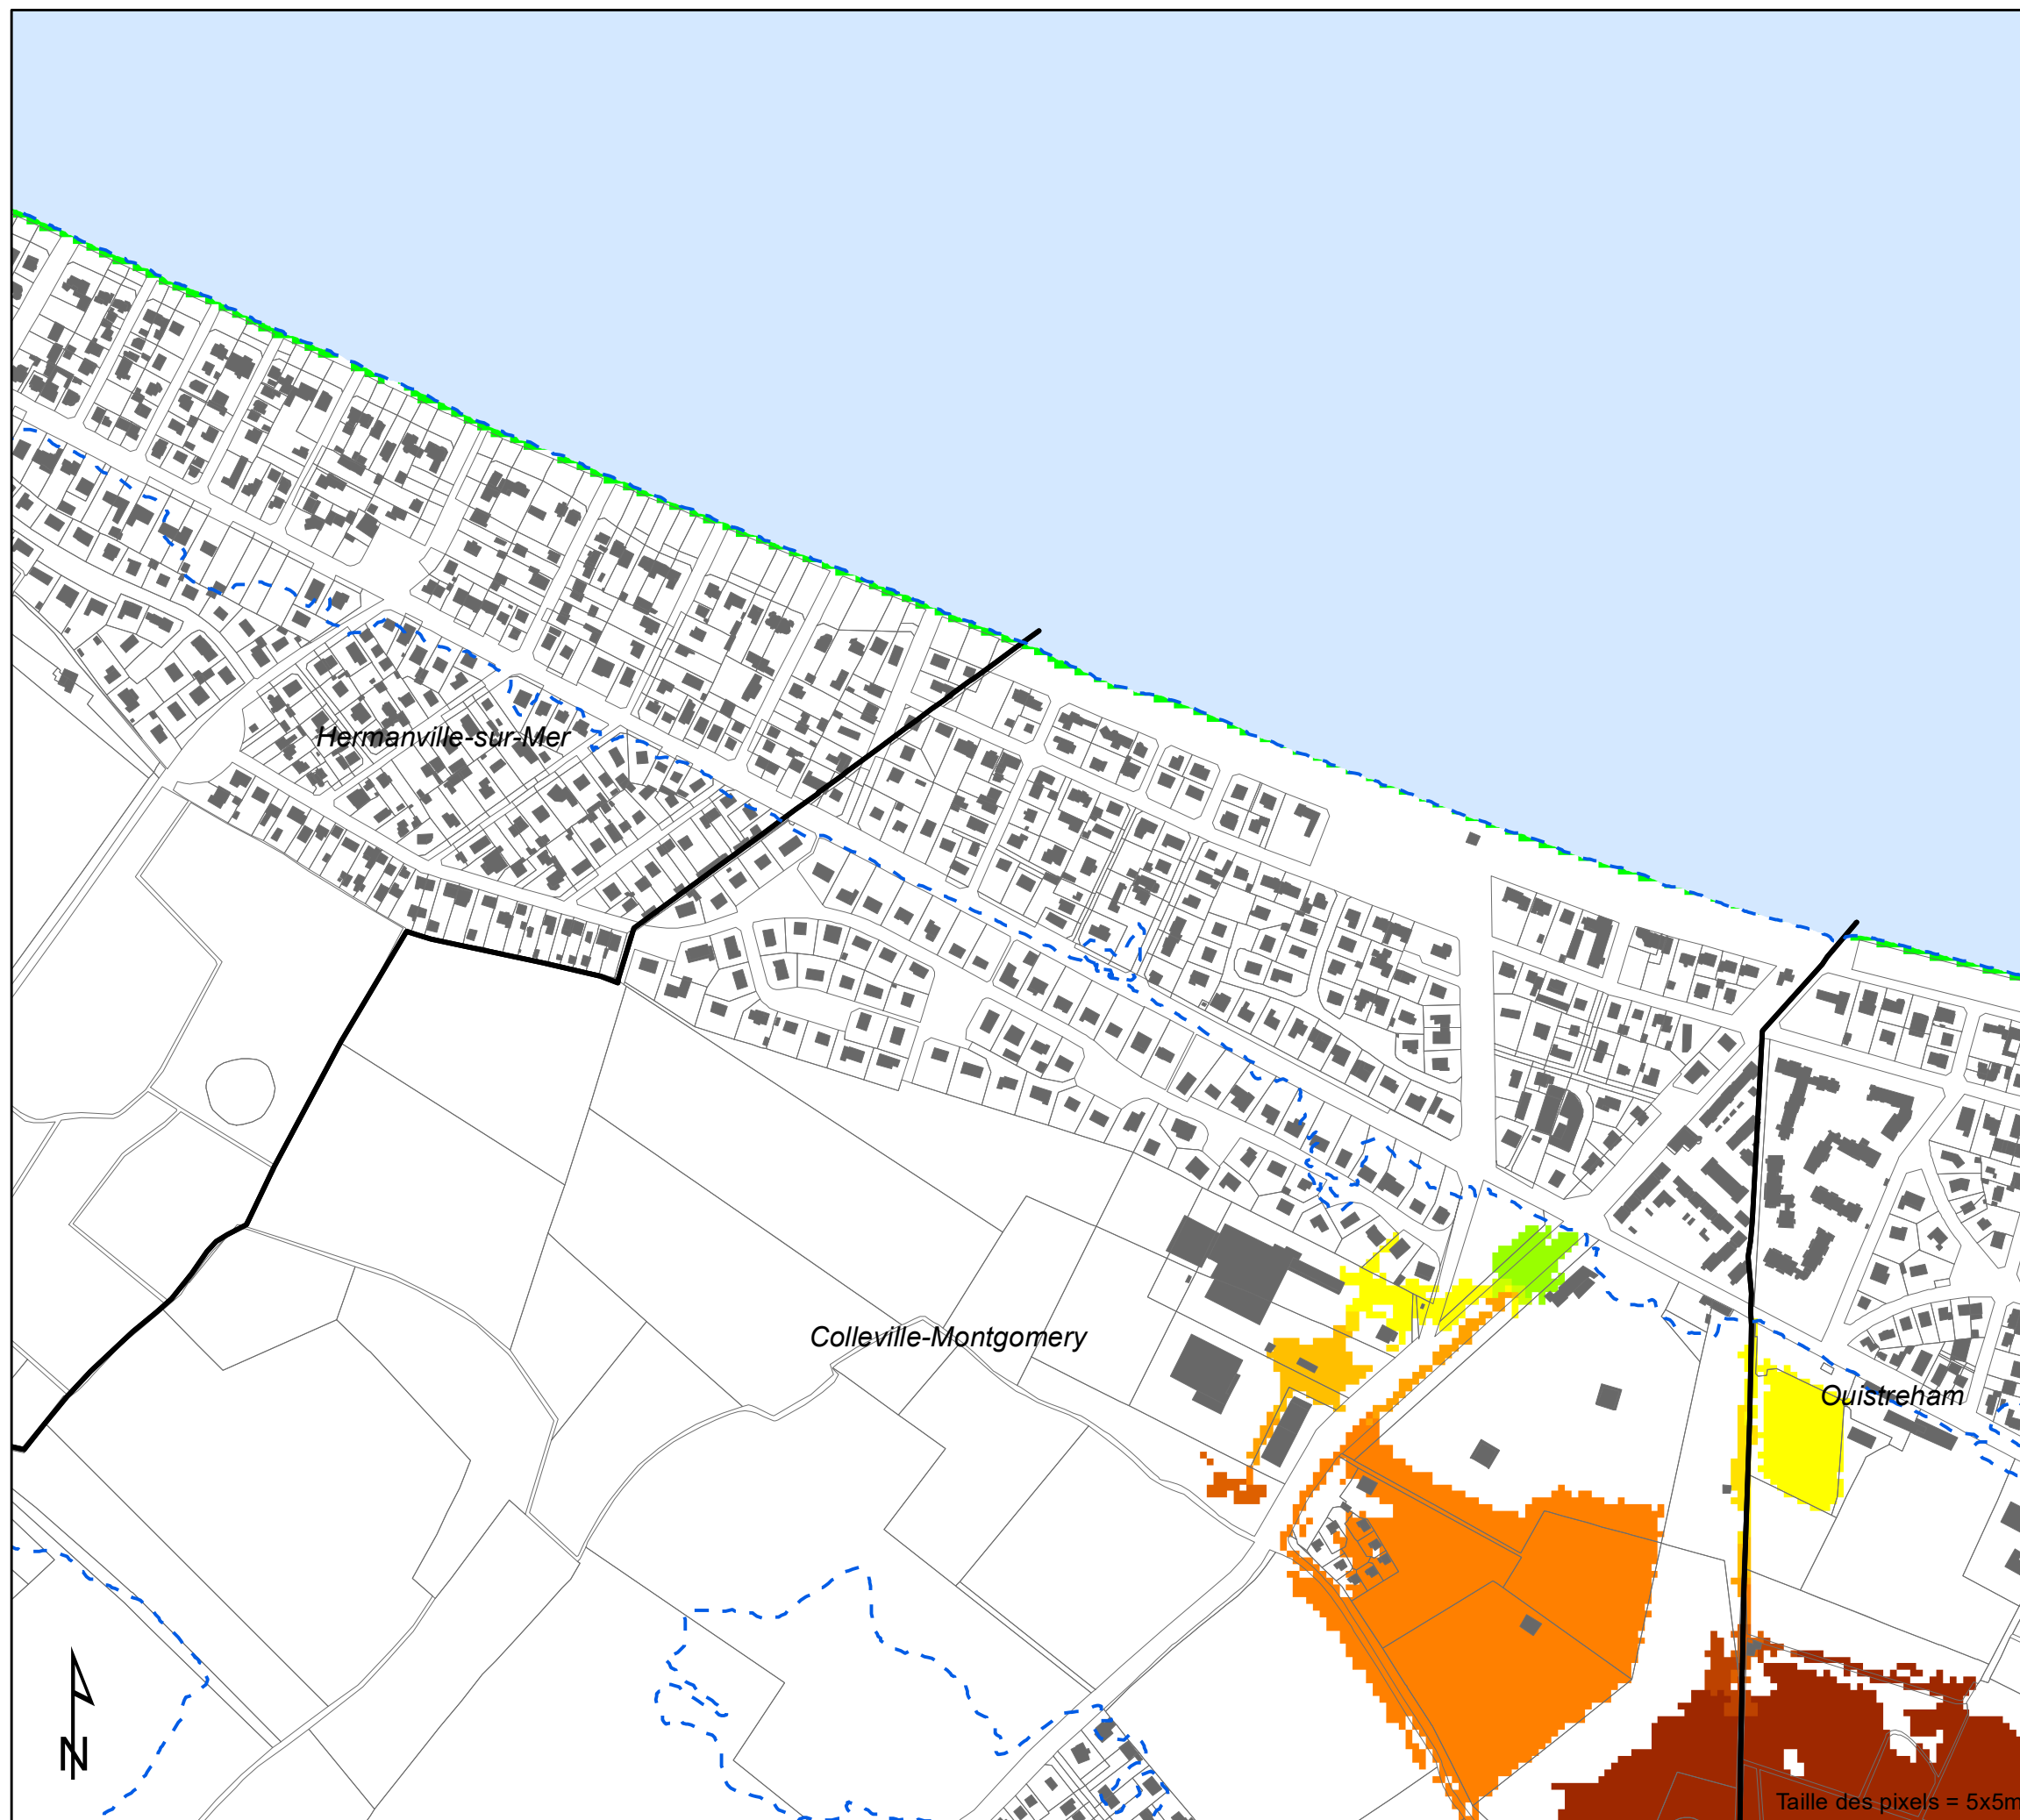 Hermanville-sur-Mer
Colleville-Montgomery
Ouistreham
N
Taille des pixels = 5x5m